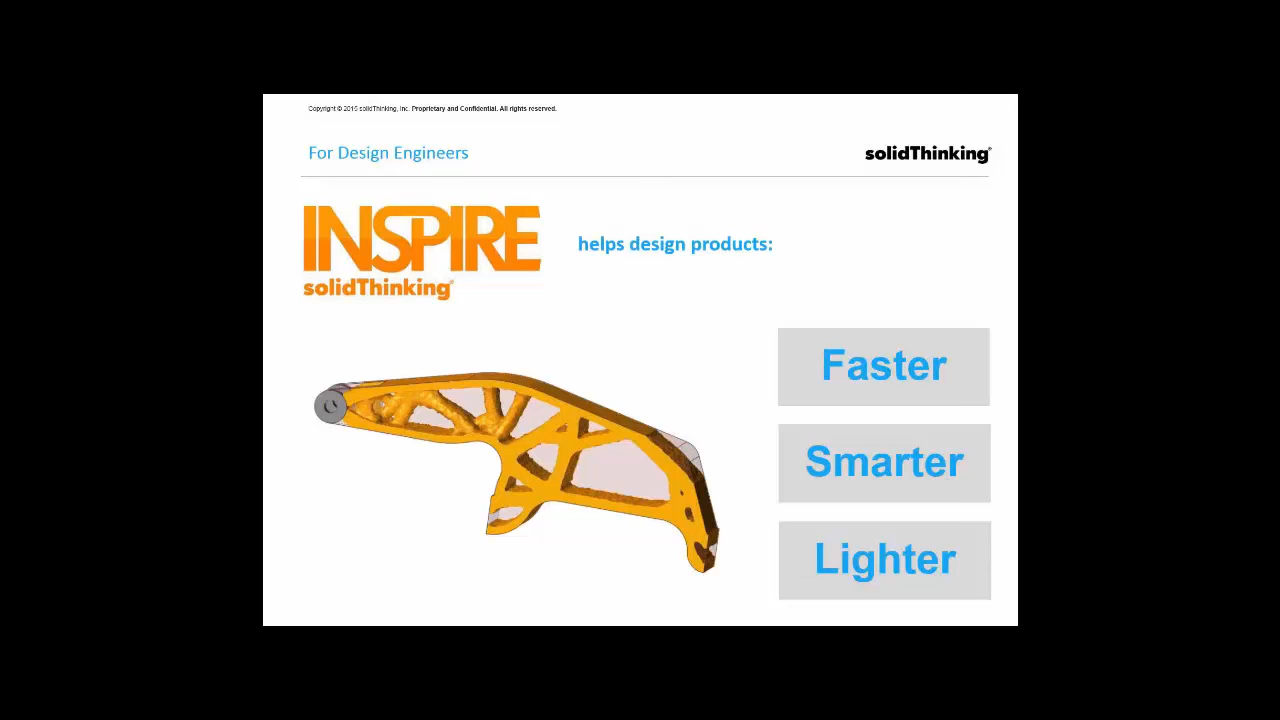 Copyright © 2015 solidThinking, Inc. Proprietary and Confidential. All rights reserved.
For Design Engineers
solidThinking®
INSPIRE
solidThinking®
helps design products:
Faster
Smarter
Lighter